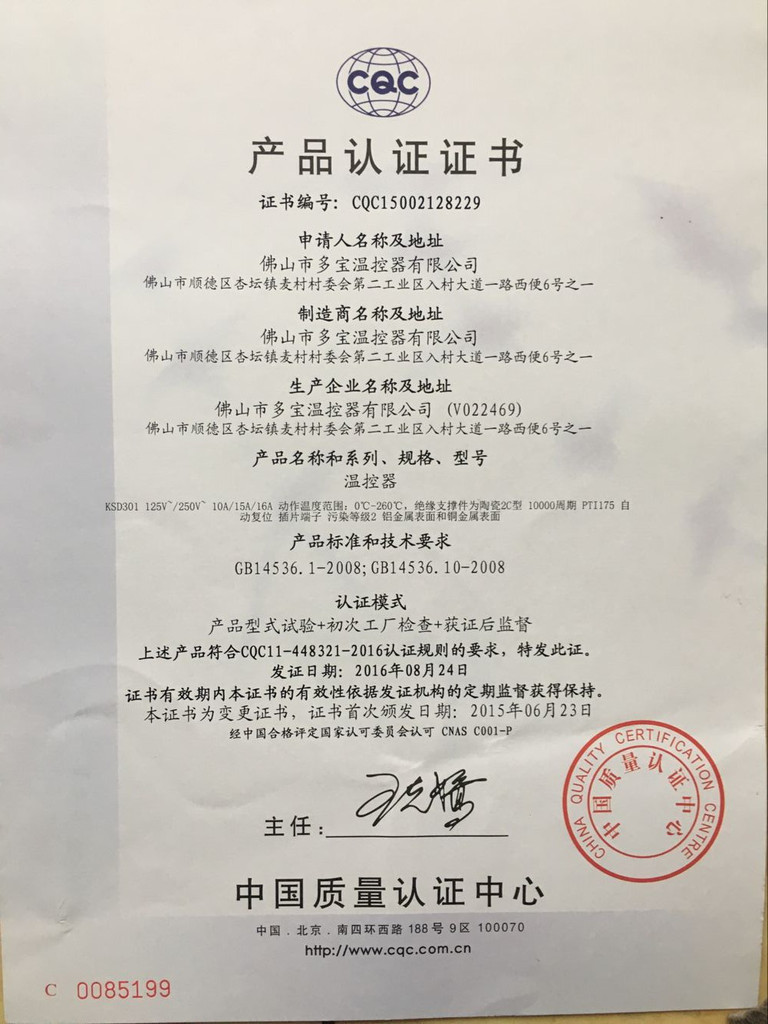 CQC
产品认证证书
证书编号: CQC15002128229
申请人名称及地址
佛山市多宝温控器有限公司
佛山市顺德区杏坛镇麦村村委会第二工业区入村大道一路西便6号之一
制造商名称及地址
佛山市多宝温控器有限公司
佛山市顺德区杏坛镇麦村村委会第二工业区入村大道一路西便6号之一
生产企业名称及地址
佛山市多宝温控器有限公司 (V022469)
佛山市顺德区杏坛镇麦村村委会第二工业区入村大道一路西便6号之一
产品名称和系列、规格、型号
温控器
KSD301 125V~/250V~ 10A/15A/16A 动作温度范围: 0℃-260℃, 绝缘支撑件为陶瓷2C型 10000周期 PTI175 自
动复位 插片端子 污染等级2 铝金属表面和铜金属表面
产品标准和技术要求
GB14536.1-2008;GB14536.10-2008
认证模式
产品型式试验+初次工厂检查+获证后监督
上述产品符合CQC11-448321-2016认证规则的要求, 特发此证。
发证日期: 2016年08月24日
证书有效期内本证书的有效性依据发证机构的定期监督获得保持。
本证书为变更证书, 证书首次颁发日期: 2015年06月23日
经中国合格评定国家认可委员会认可 CNAS C001-P
CHINA QUALITY CERTIFICATION CENTRE
中国质量认证中心
主任:
中国质量认证中心
中国.北京.南四环西路 188号 9区 100070
http://www.cqc.com.cn
C 0085199